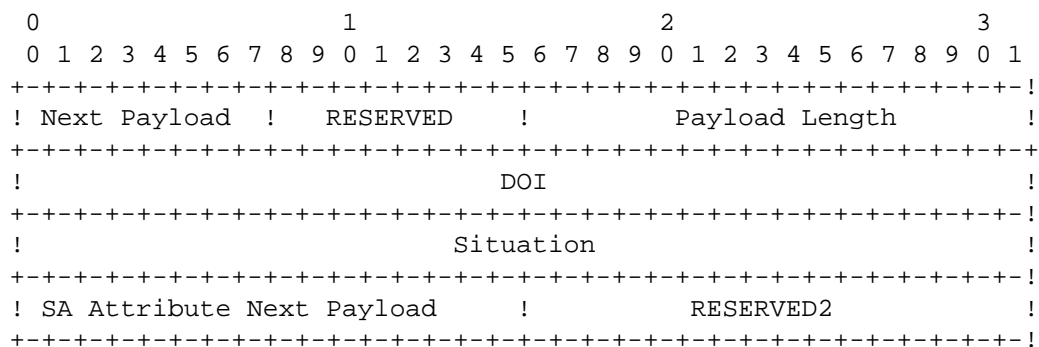 0                   1                   2                   3
 0 1 2 3 4 5 6 7 8 9 0 1 2 3 4 5 6 7 8 9 0 1 2 3 4 5 6 7 8 9 0 1
+-+-+-+-+-+-+-+-+-+-+-+-+-+-+-+-+-+-+-+-+-+-+-+-+-+-+-+-+-+-+-+-!
! Next Payload  !   RESERVED    !         Payload Length        !
+-+-+-+-+-+-+-+-+-+-+-+-+-+-+-+-+-+-+-+-+-+-+-+-+-+-+-+-+-+-+-+-+
!                              DOI                              !
+-+-+-+-+-+-+-+-+-+-+-+-+-+-+-+-+-+-+-+-+-+-+-+-+-+-+-+-+-+-+-+-!
!                           Situation                           !
+-+-+-+-+-+-+-+-+-+-+-+-+-+-+-+-+-+-+-+-+-+-+-+-+-+-+-+-+-+-+-+-!
! SA Attribute Next Payload     !          RESERVED2            !
+-+-+-+-+-+-+-+-+-+-+-+-+-+-+-+-+-+-+-+-+-+-+-+-+-+-+-+-+-+-+-+-!